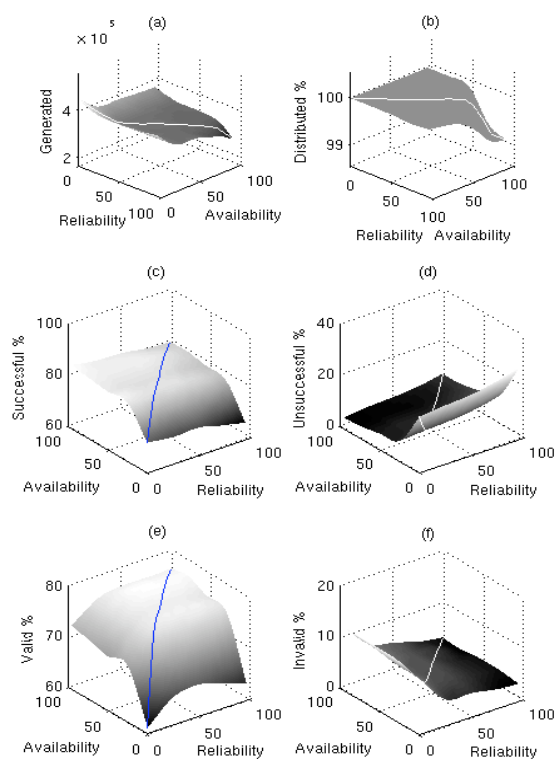 (a)
× 10 5
Generated
4
2
0
50
100
0
50
100
Reliability
Availability
(b)
Distributed %
100
99
0
50
100
0
50
100
Reliability
Availability
(c)
Successful %
100
80
60
100
50
0
0
50
100
Availability
Reliability
(d)
Unsuccessful %
40
20
0
100
50
0
0
50
100
Availability
Reliability
(e)
Valid %
80
70
60
100
50
0
0
50
100
Availability
Reliability
(f)
Invalid %
20
10
0
100
50
0
0
50
100
Availability
Reliability